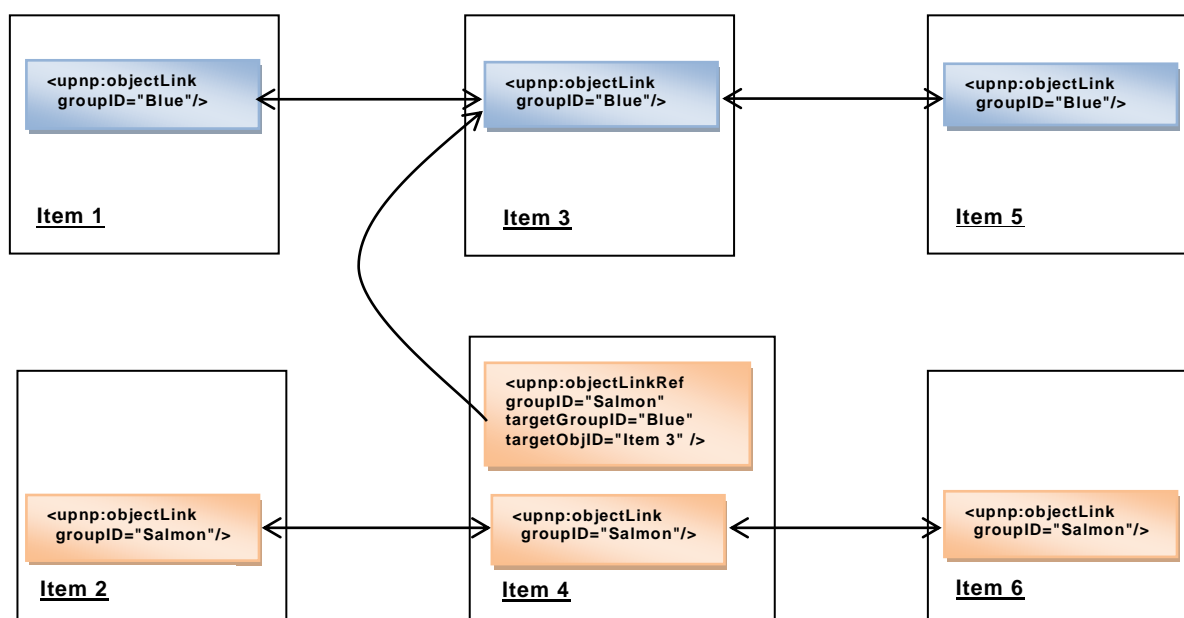 <upnp:objectLink
groupID="Blue"/>
Item 1
<upnp:objectLink
groupID="Blue"/>
Item 3
<upnp:objectLink
groupID="Blue"/>
Item 5
<upnp:objectLink
groupID="Salmon"/>
Item 2
<upnp:objectLinkRef
groupID="Salmon"
targetGroupID="Blue"
targetObjID="Item 3" />
<upnp:objectLink
groupID="Salmon"/>
Item 4
<upnp:objectLink
groupID="Salmon"/>
Item 6